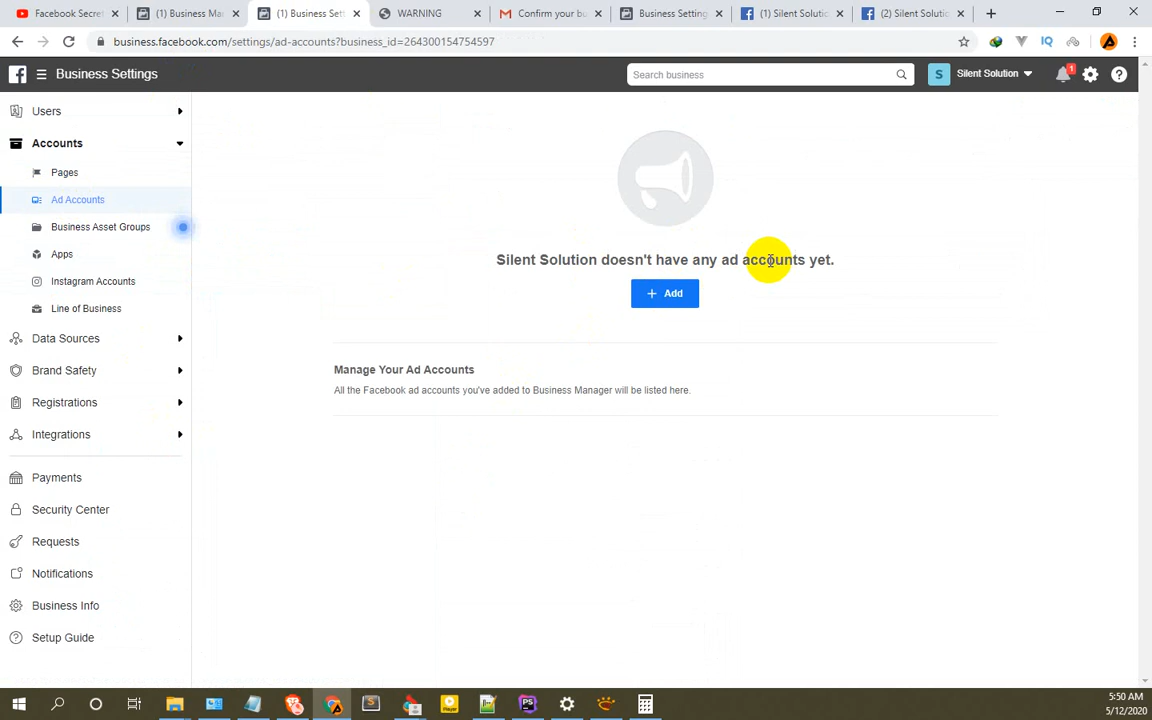 Facebook Secret
(1) Business Ma
(1) Business Sett
WARNING
Confirm your bu
Business Setting
(1) Silent Solutio
(2) Silent Solutio
business.facebook.com/settings/ad-accounts?business_id=264300154754597
IQ
Business Settings
Search business
S
Silent Solution
1
Users
Accounts
Pages
Ad Accounts
Business Asset Groups
Apps
Instagram Accounts
Line of Business
Data Sources
Brand Safety
Registrations
Integrations
Payments
Security Center
Requests
Notifications
Business Info
Setup Guide
Silent Solution doesn't have any ad accounts yet.
+ Add
Manage Your Ad Accounts
All the Facebook ad accounts you've added to Business Manager will be listed here.
5:50 AM
5/12/2020